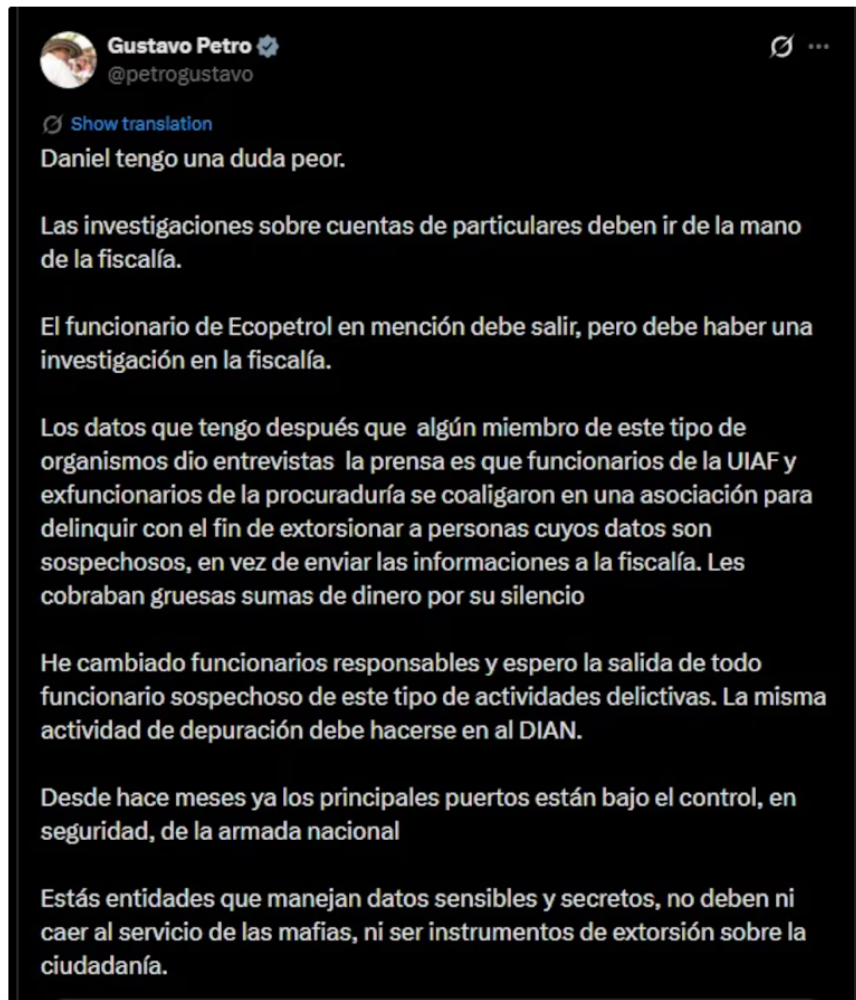 Gustavo Petro
@petrogustavo
Show translation
Daniel tengo una duda peor.
Las investigaciones sobre cuentas de particulares deben ir de la mano
de la fiscalía.
El funcionario de Ecopetrol en mención debe salir, pero debe haber una
investigación en la fiscalía.
Los datos que tengo después que  algún miembro de este tipo de
organismos dio entrevistas  la prensa es que funcionarios de la UIAF y
exfuncionarios de la procuraduría se coaligaron en una asociación para
delinquir con el fin de extorsionar a personas cuyos datos son
sospechosos, en vez de enviar las informaciones a la fiscalía. Les
cobraban gruesas sumas de dinero por su silencio
He cambiado funcionarios responsables y espero la salida de todo
funcionario sospechoso de este tipo de actividades delictivas. La misma
actividad de depuración debe hacerse en al DIAN.
Desde hace meses ya los principales puertos están bajo el control, en
seguridad, de la armada nacional
Estás entidades que manejan datos sensibles y secretos, no deben ni
caer al servicio de las mafias, ni ser instrumentos de extorsión sobre la
ciudadanía.